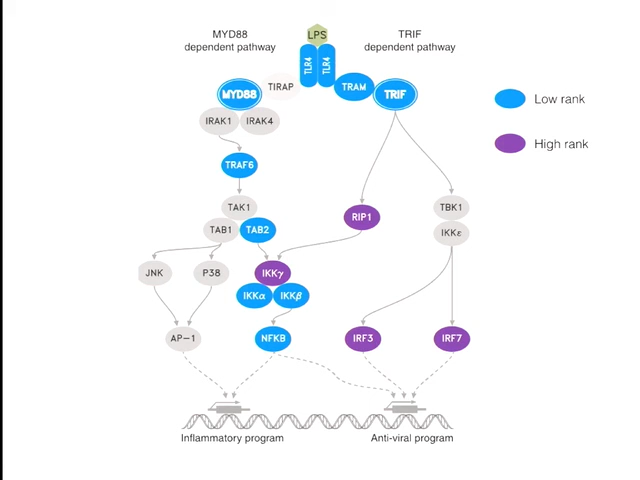 MYD88
dependent pathway
LPS
TRIF
dependent pathway
TLR4
TLR4
MYD88
TIRAP
TRAM
TRIF
Low rank
IRAK1
IRAK4
High rank
TRAF6
TAK1
TAB1
TAB2
RIP1
TBK1
IKKε
JNK
P38
IKKγ
IKKα
IKKβ
AP-1
NFKB
IRF3
IRF7
Inflammatory program
Anti-viral program